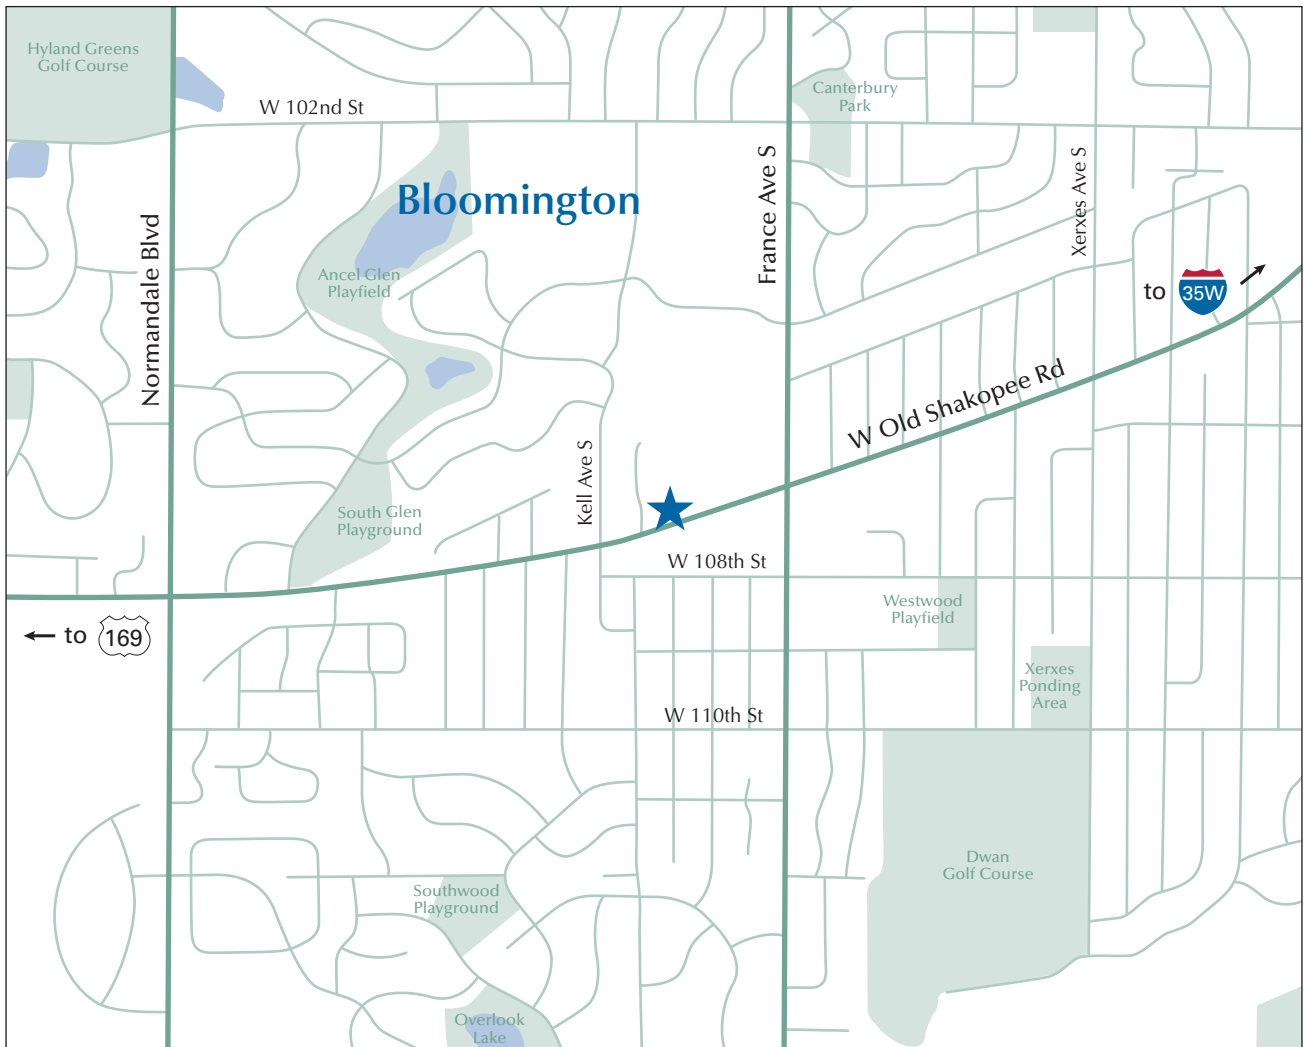 Hyland Greens
Golf Course
W 102nd St
Canterbury
Park
Bloomington
Normandale Blvd
France Ave S
Xerxes Ave S
Ancel Glen
Playfield
to
35W
W Old Shakopee Rd
Kell Ave S
South Glen
Playground
W 108th St
to
169
Westwood
Playfield
Xerxes
Ponding
Area
W 110th St
Dwan
Golf Course
Southwood
Playground
Overlook
Lake